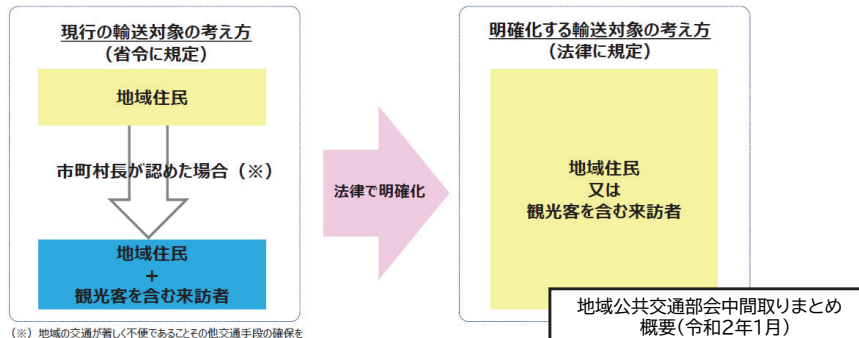 現行の輸送対象の考え方
(省令に規定)
地域住民
市町村長が認めた場合(※)
地域住民
+
観光客を含む来訪者
(※) 地域の交通が著しく不便であることその他交通手段の確保を
法律で明確化
明確化する輸送対象の考え方
(法律に規定)
地域住民
又は
観光客を含む来訪者
地域公共交通部会中間取りまとめ
概要(令和2年1月)